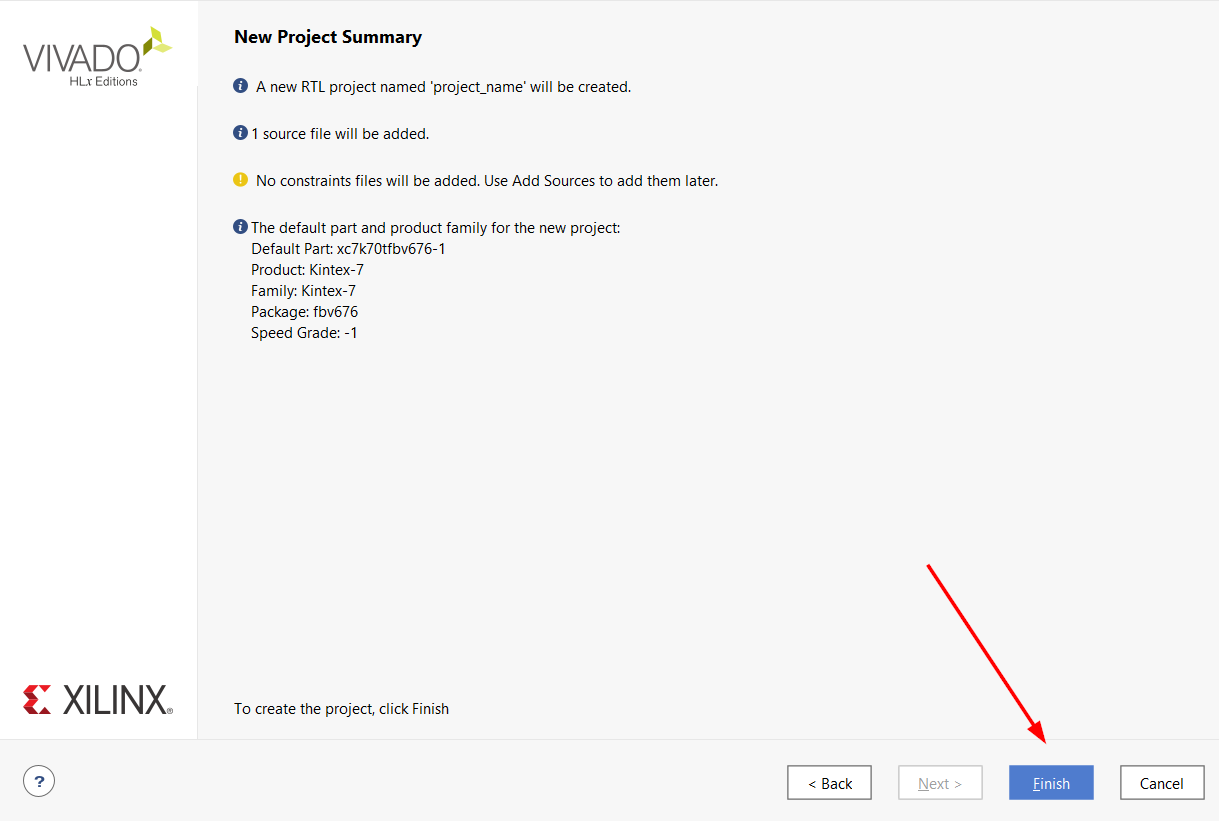 VIVADO
HLx Editions
New Project Summary
A new RTL project named 'project_name' will be created.
1 source file will be added.
No constraints files will be added. Use Add Sources to add them later.
The default part and product family for the new project:
Default Part: xc7k70tfbv676-1
Product: Kintex-7
Family: Kintex-7
Package: fbv676
Speed Grade: -1
XILINX®
To create the project, click Finish
? < Back Next > Finish Cancel